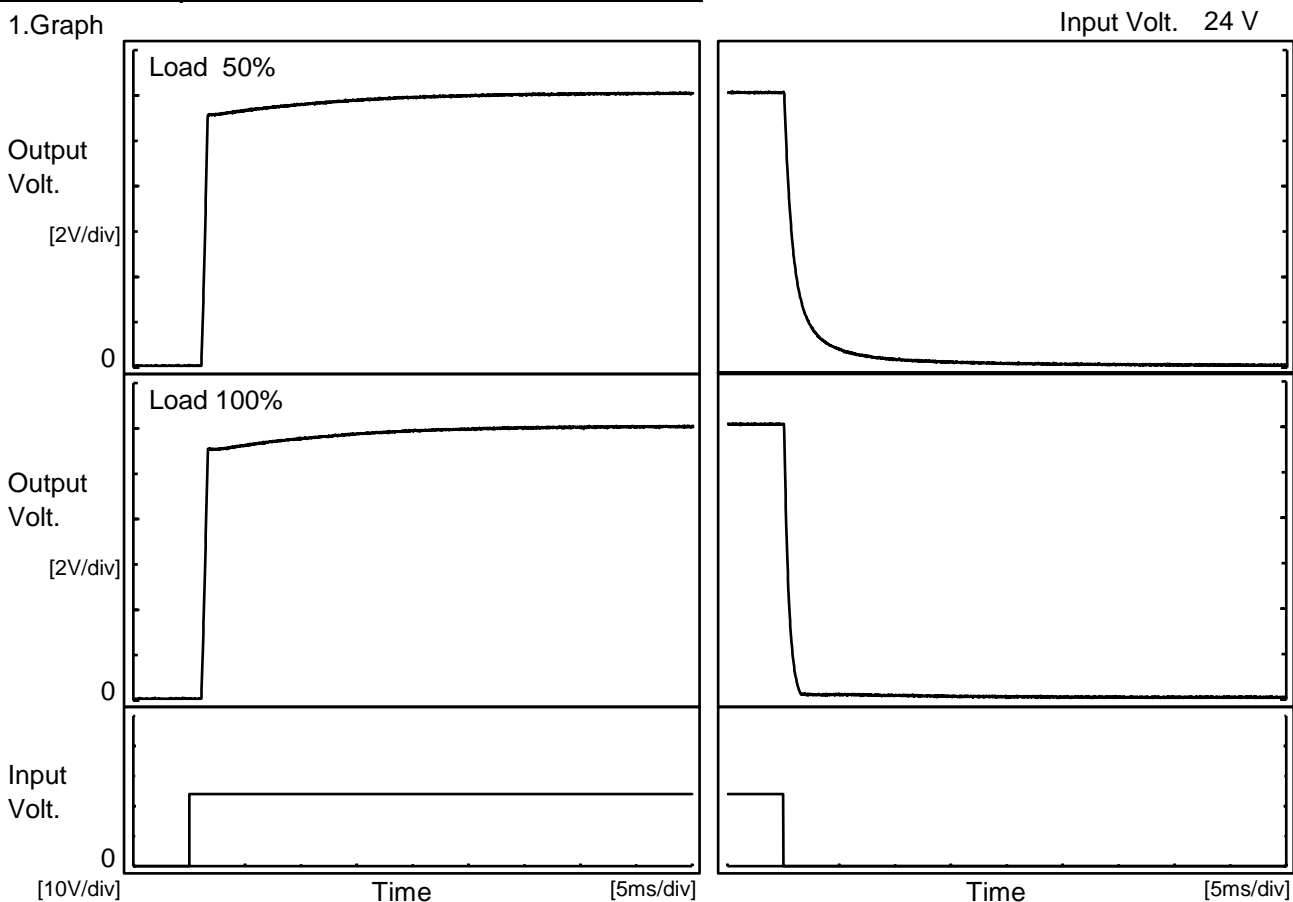 1.Graph
Input Volt. 24 V
Load 50%
Output
Volt.
[2V/div]
0
Load 100%
Output
Volt.
[2V/div]
0
Input
Volt.
0
[10V/div]
Time
[5ms/div]
Time
[5ms/div]